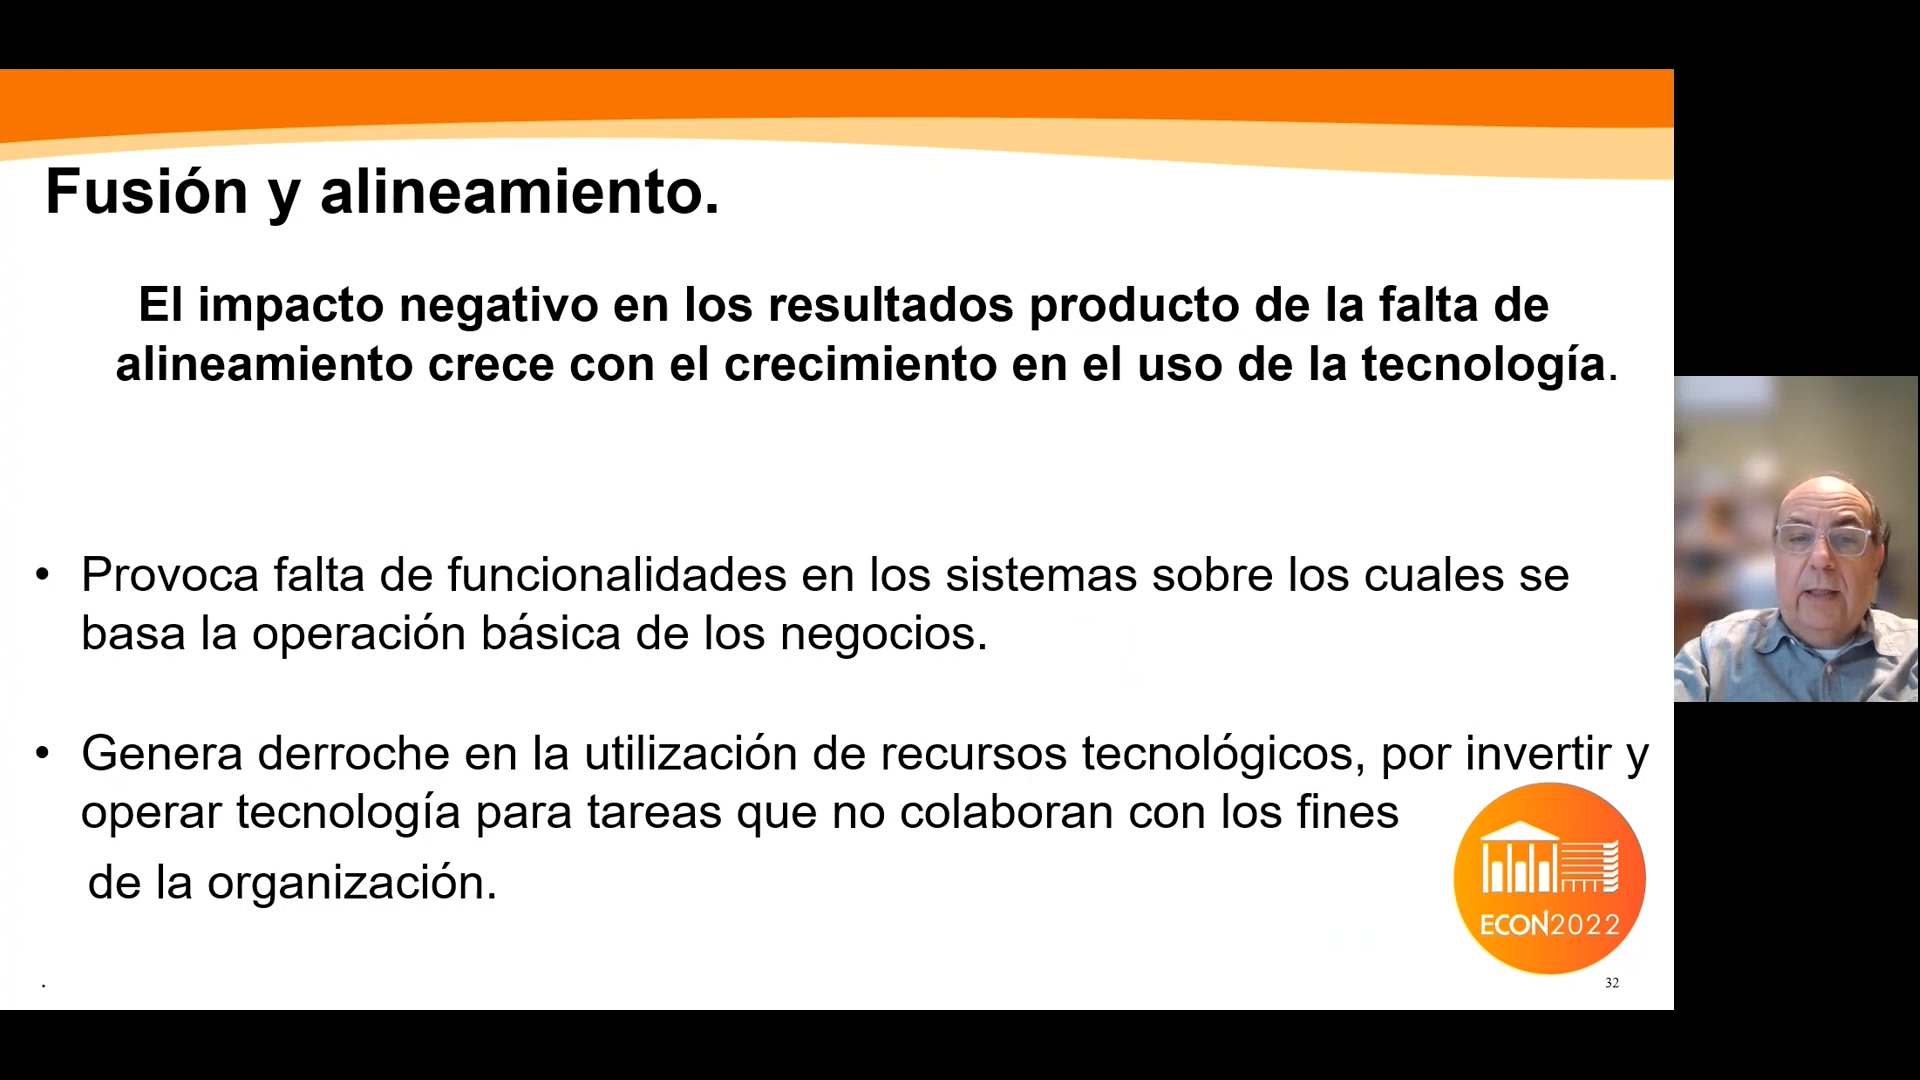 Fusión y alineamiento.
El impacto negativo en los resultados producto de la falta de
alineamiento crece con el crecimiento en el uso de la tecnología.
• Provoca falta de funcionalidades en los sistemas sobre los cuales se
basa la operación básica de los negocios.
• Genera derroche en la utilización de recursos tecnológicos, por invertir y
operar tecnología para tareas que no colaboran con los fines
de la organización.
ECON2022
.
32